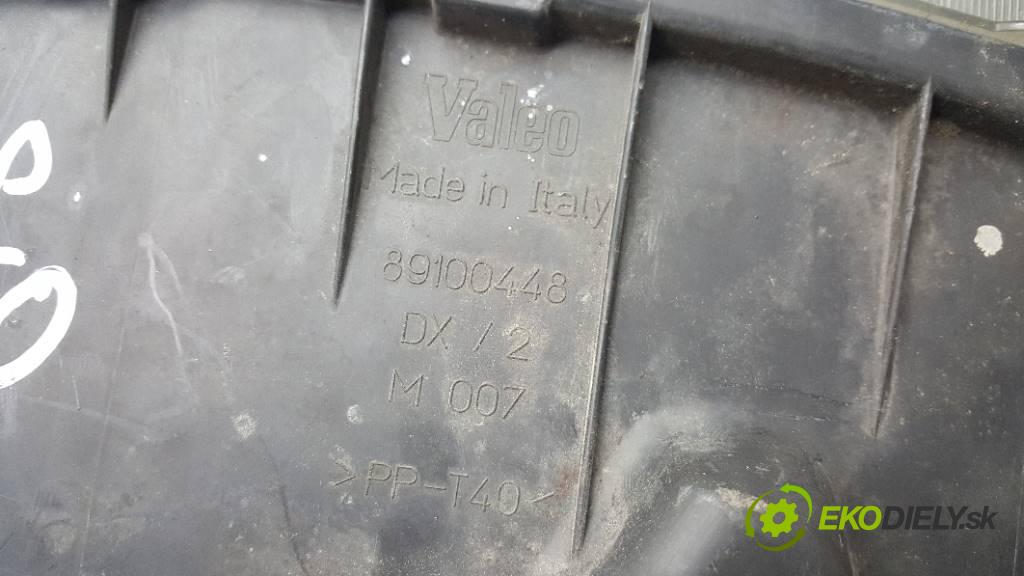 Valeo
Made in Italy
89100448
DX / 2
M 007
>PP-T40<
EKODIELY.sk